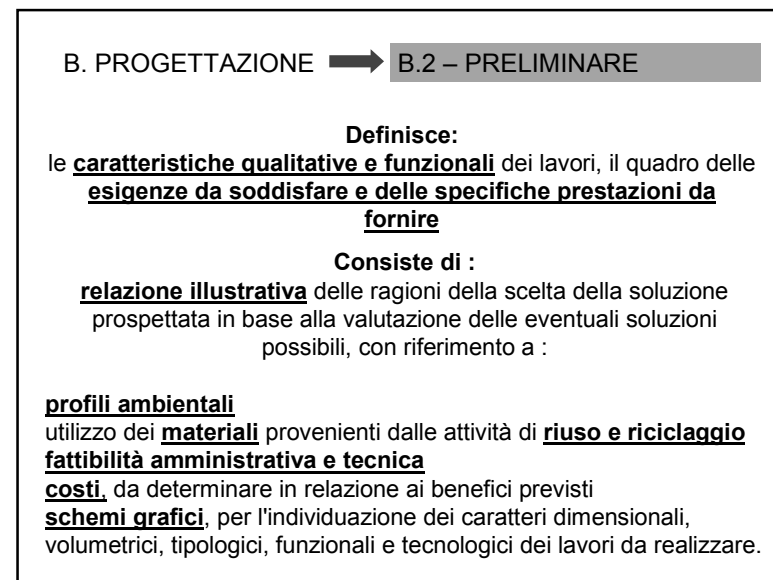 B. PROGETTAZIONE B.2 – PRELIMINARE
Definisce:
le caratteristiche qualitative e funzionali dei lavori, il quadro delle
esigenze da soddisfare e delle specifiche prestazioni da
fornire
Consiste di :
relazione illustrativa delle ragioni della scelta della soluzione
prospettata in base alla valutazione delle eventuali soluzioni
possibili, con riferimento a :
profili ambientali
utilizzo dei materiali provenienti dalle attività di riuso e riciclaggio
fattibilità amministrativa e tecnica
costi, da determinare in relazione ai benefici previsti
schemi grafici, per l'individuazione dei caratteri dimensionali,
volumetrici, tipologici, funzionali e tecnologici dei lavori da realizzare.